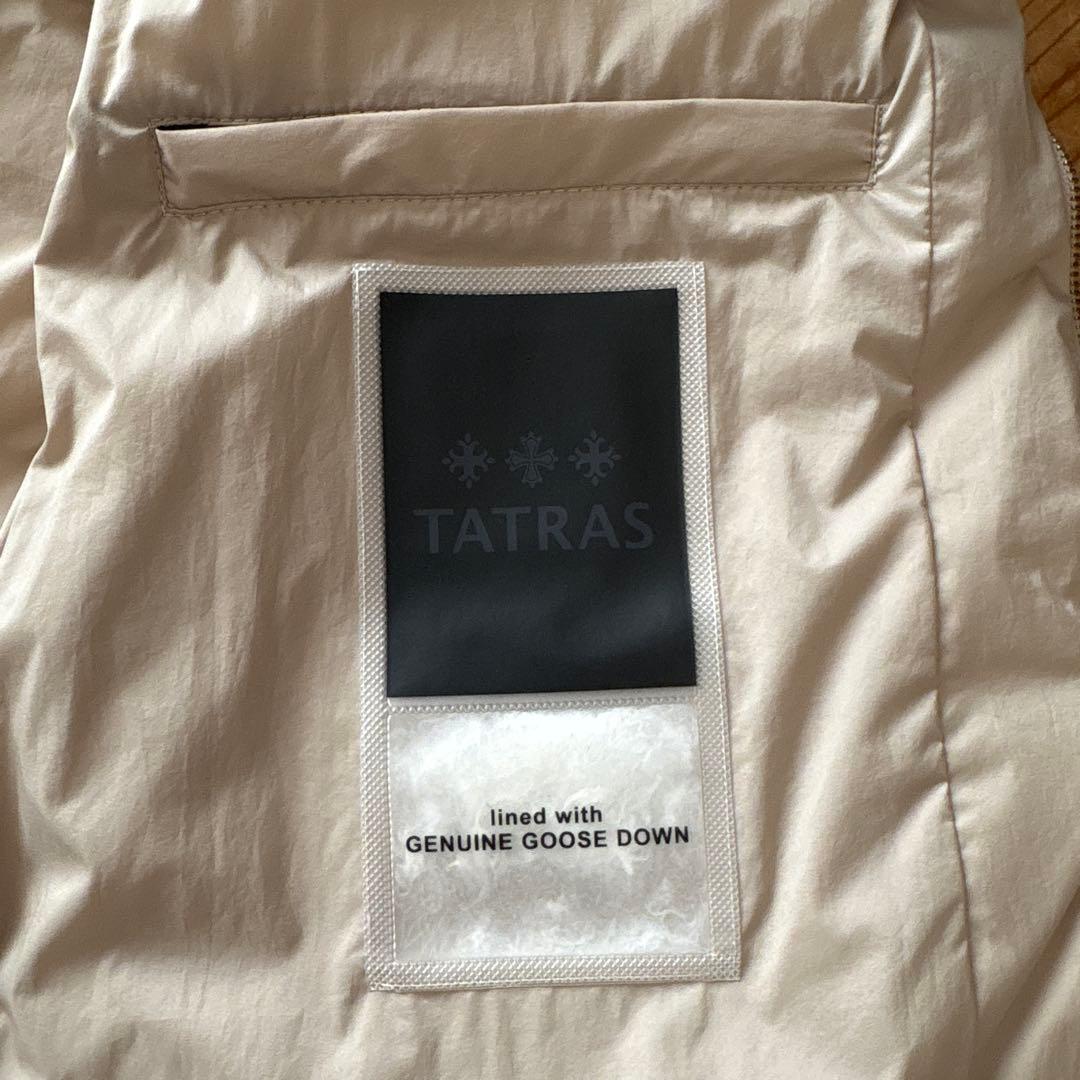 TATRAS
lined with
GENUINE GOOSE DOWN